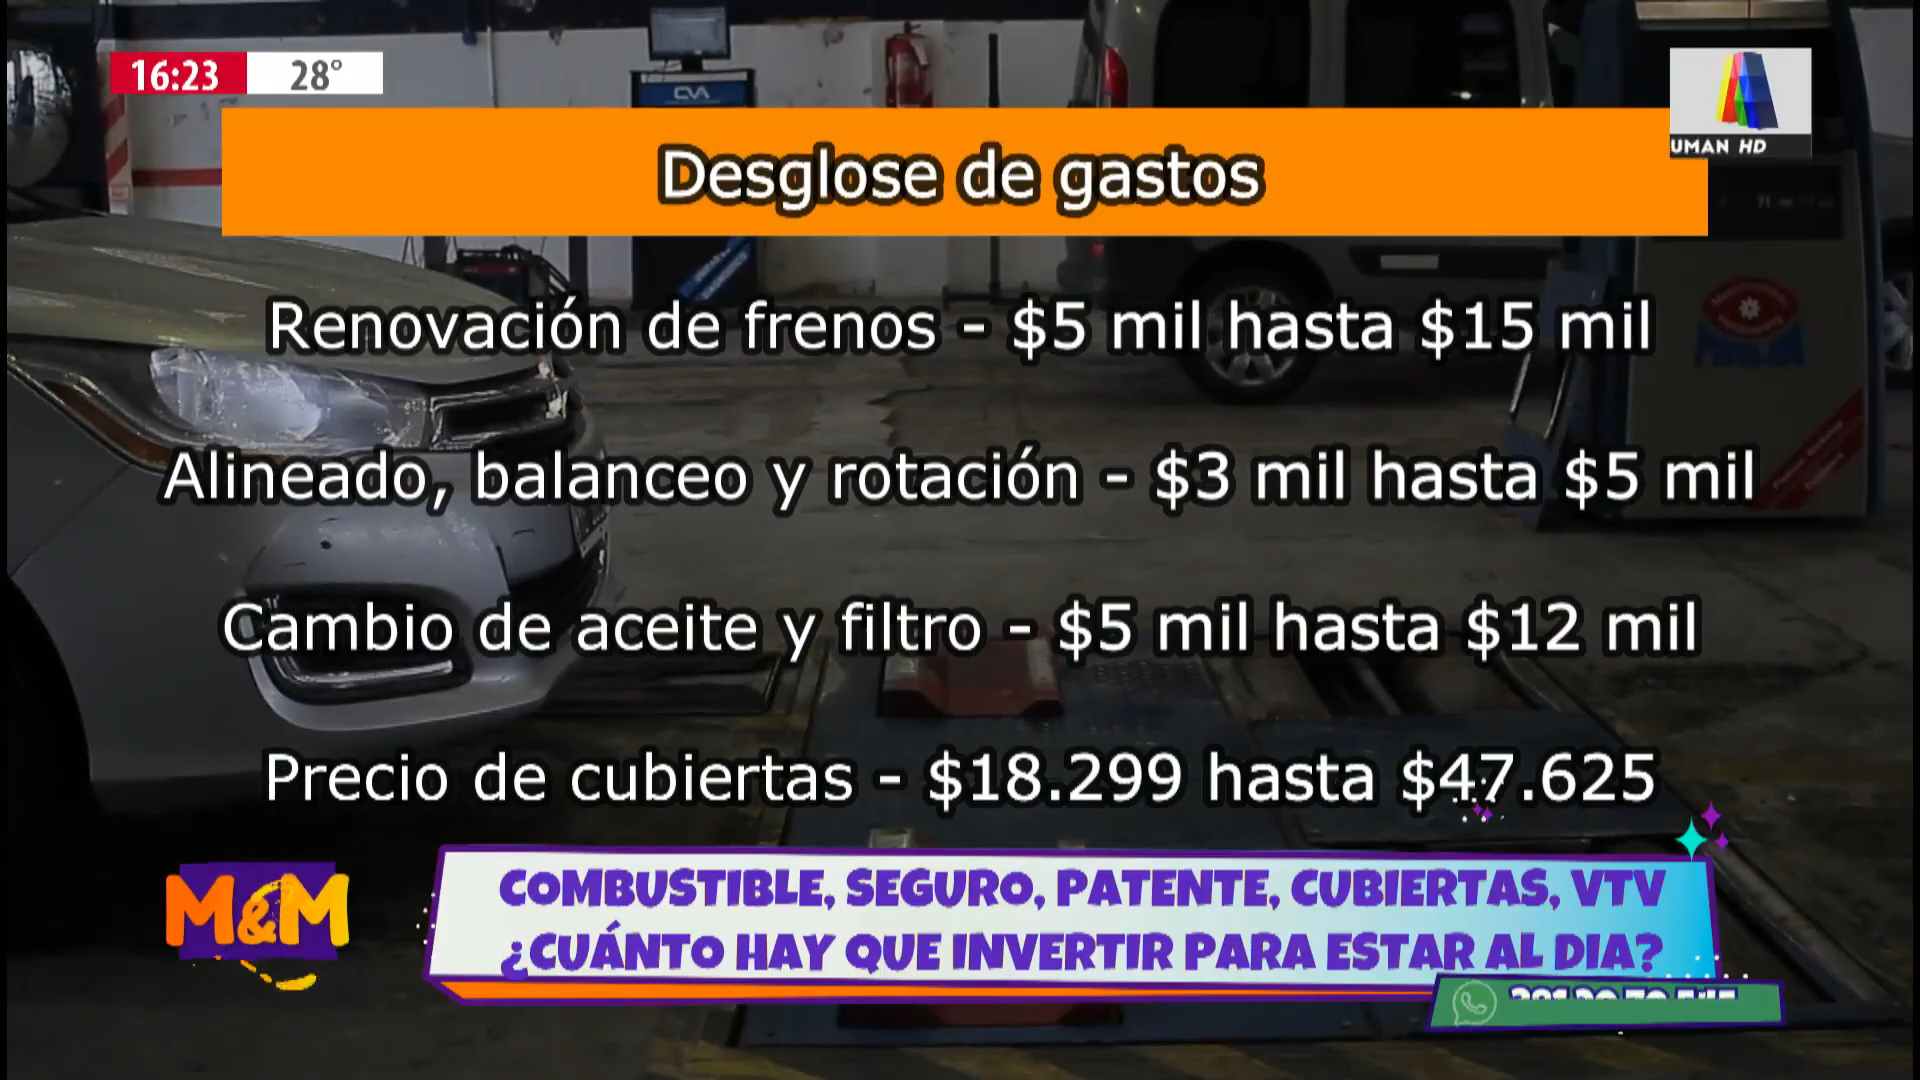 16:23 28°
CVA
UMAN HD
Desglose de gastos
Renovación de frenos - $5 mil hasta $15 mil
Alineado, balanceo y rotación - $3 mil hasta $5 mil
Cambio de aceite y filtro - $5 mil hasta $12 mil
Precio de cubiertas - $18.299 hasta $47.625
M&M
COMBUSTIBLE, SEGURO, PATENTE, CUBIERTAS, VTV
¿CUÁNTO HAY QUE INVERTIR PARA ESTAR AL DIA?